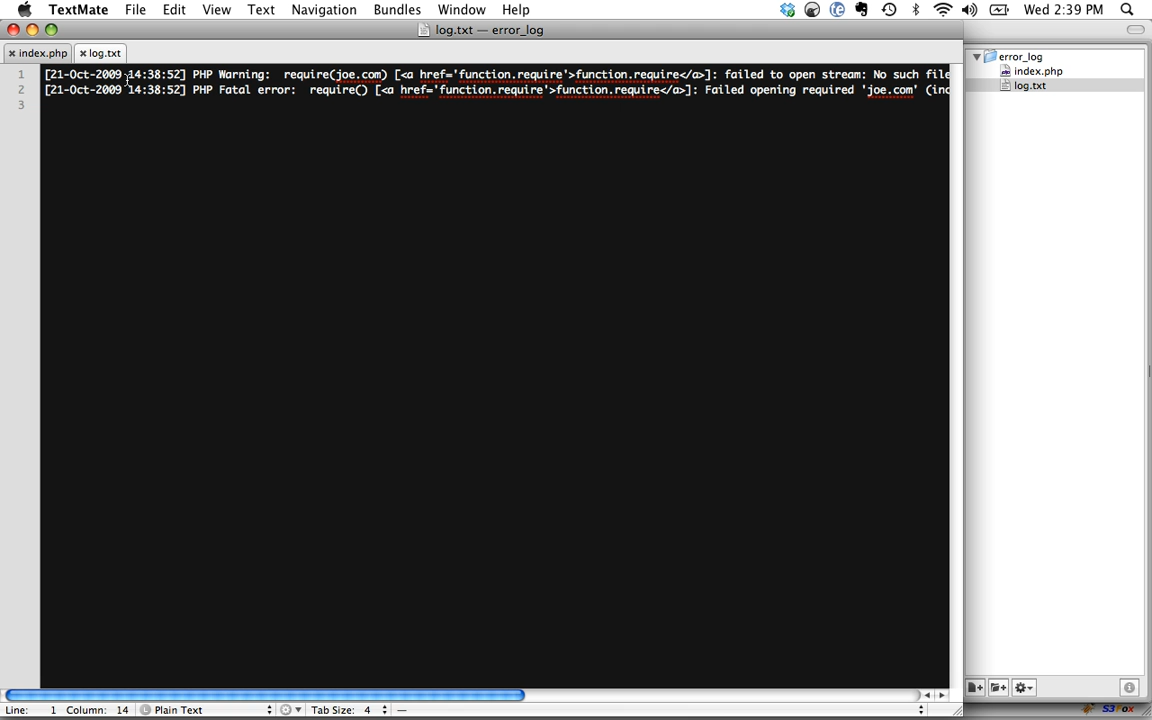 TextMate File Edit View Text Navigation Bundles Window Help Wed 2:39 PM
log.txt — error_log
index.php log.txt
1 [21-Oct-2009 14:38:52] PHP Warning:  require(joe.com) [<a href='function.require'>function.require</a>]: failed to open stream: No such file
2 [21-Oct-2009 14:38:52] PHP Fatal error:  require() [<a href='function.require'>function.require</a>]: Failed opening required 'joe.com' (inc
3
error_log
index.php
log.txt
Line: 1 Column: 14 L Plain Text Tab Size: 4 —
S3Fox